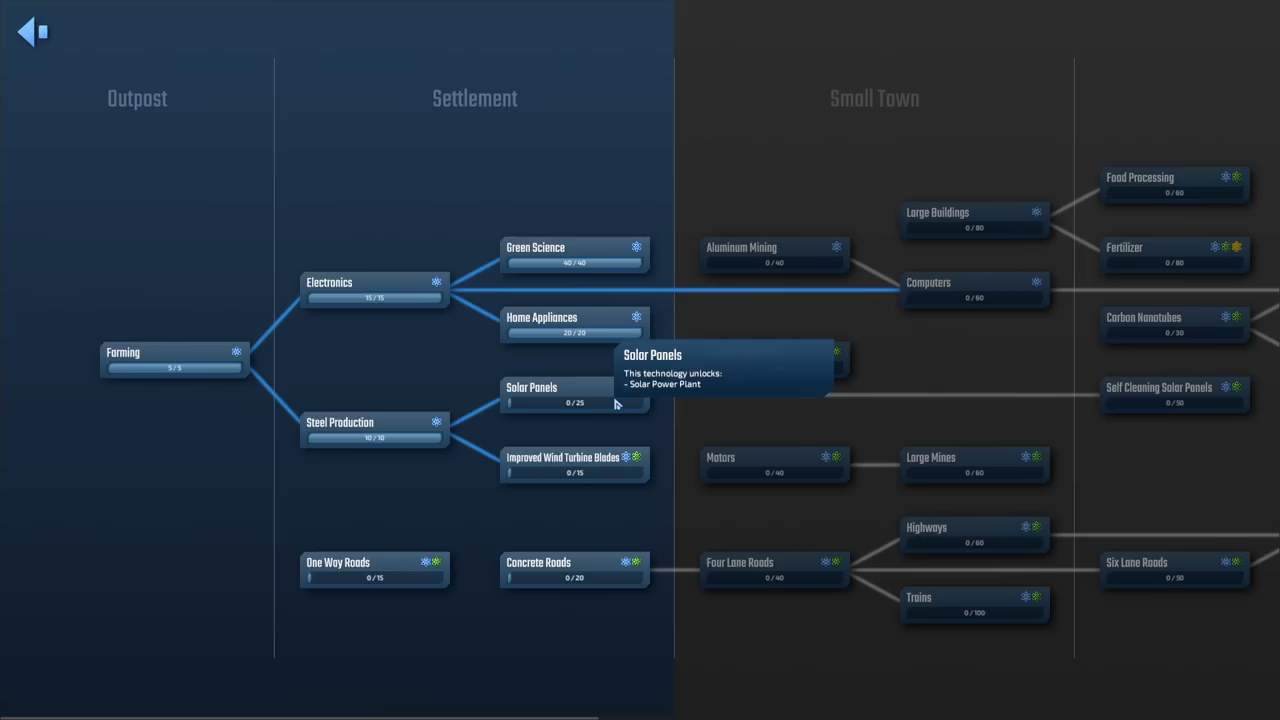 Outpost
Settlement
Small Town
Farming
5/5
Electronics
15/15
Steel Production
10/10
One Way Roads
0/15
Green Science
40/40
Home Appliances
20/20
Solar Panels
0/25
Improved Wind Turbine Blades
0/15
Concrete Roads
0/20
Solar Panels
This technology unlocks:
- Solar Power Plant
Aluminum Mining
0/40
Motors
0/40
Four Lane Roads
0/40
Large Buildings
0/80
Computers
0/60
Large Mines
0/60
Highways
0/60
Trains
0/100
Food Processing
0/60
Fertilizer
0/80
Carbon Nanotubes
0/30
Self Cleaning Solar Panels
0/50
Six Lane Roads
0/50